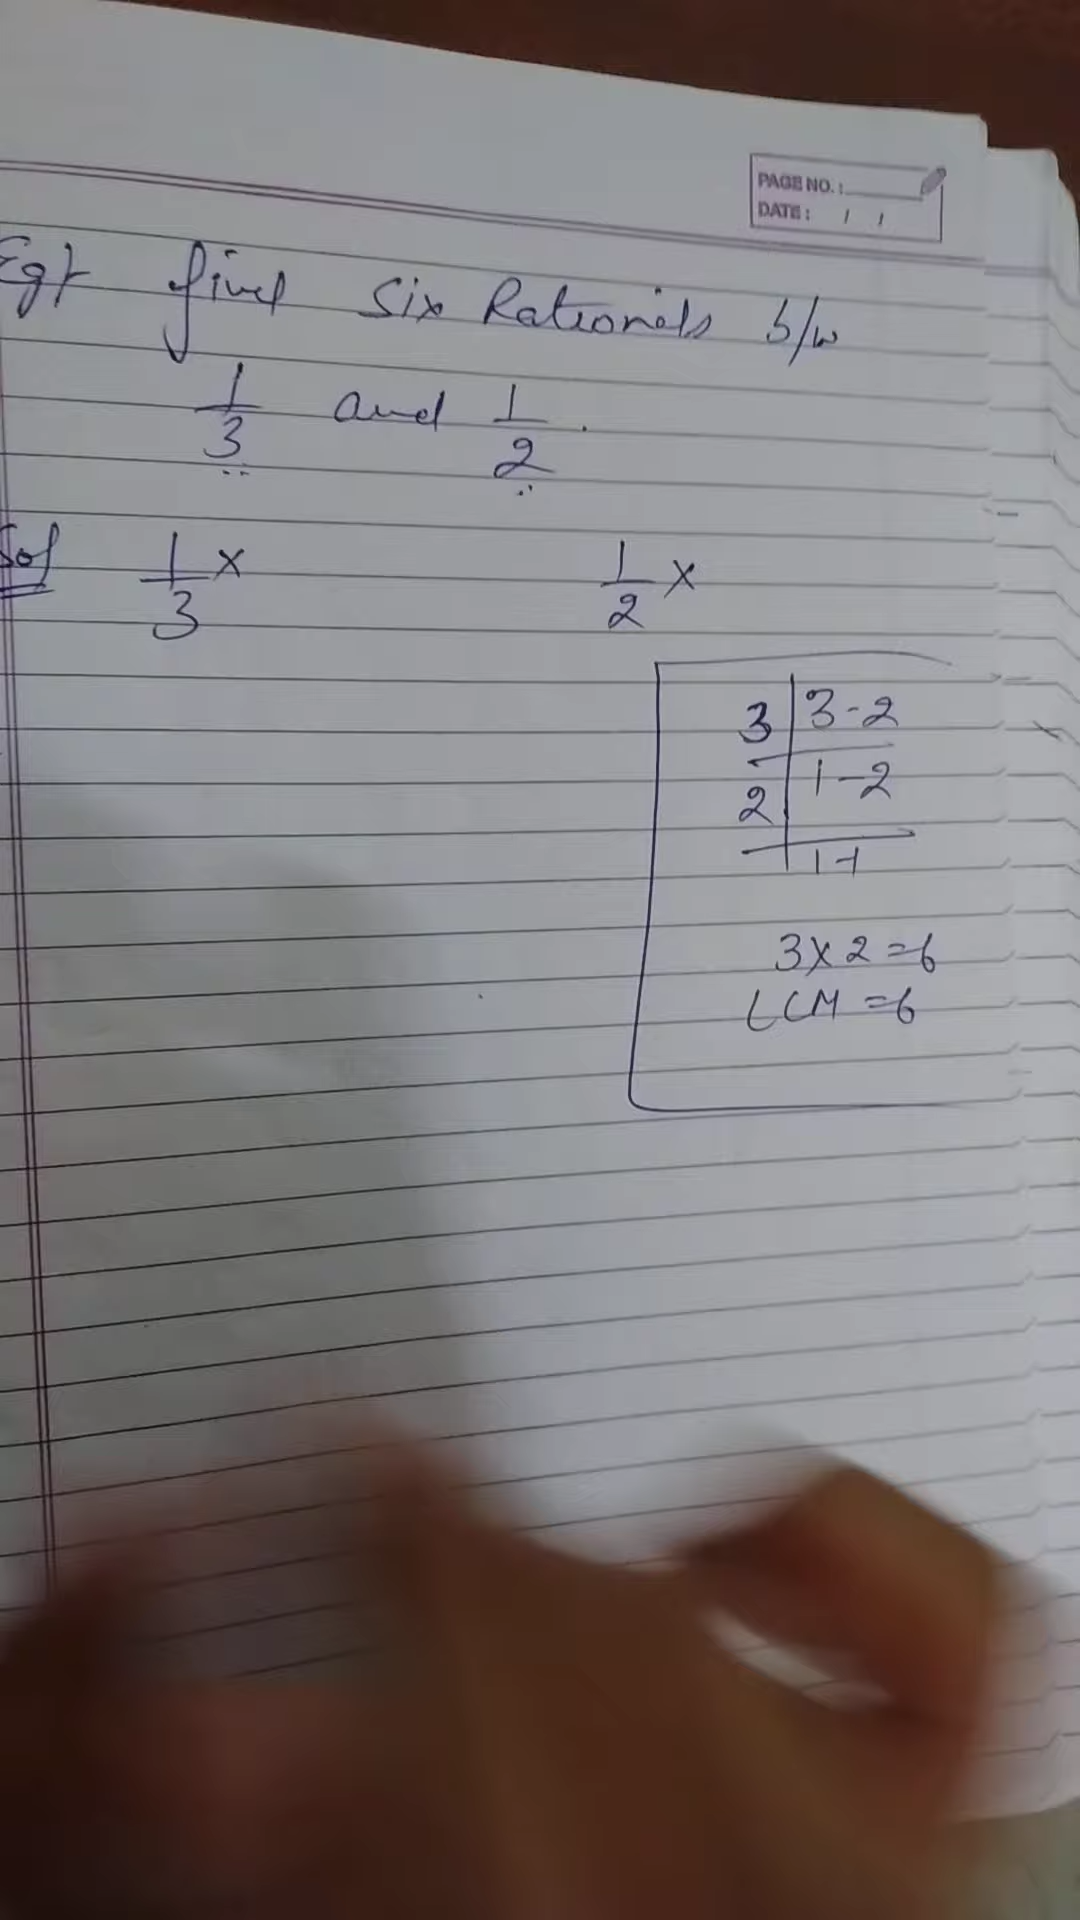 PAGE NO.:
DATE: / /
Eg} find Six Rationals b/w
1/3 and 1/2.
Sol 1/3 × 1/2 ×
3 | 3-2
2 | 1-2
1-1
3×2=6
LCM=6